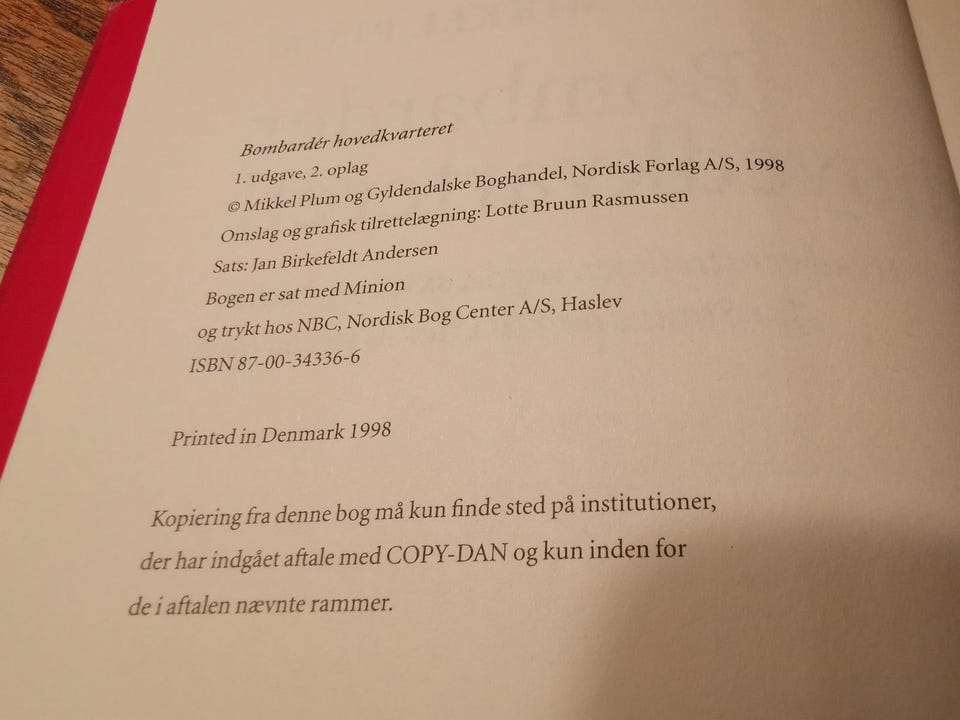 Bombardér hovedkvarteret
1. udgave, 2. oplag
© Mikkel Plum og Gyldendalske Boghandel, Nordisk Forlag A/S, 1998
Omslag og grafisk tilrettelægning: Lotte Bruun Rasmussen
Sats: Jan Birkefeldt Andersen
Bogen er sat med Minion
og trykt hos NBC, Nordisk Bog Center A/S, Haslev
ISBN 87-00-34336-6
Printed in Denmark 1998
Kopiering fra denne bog må kun finde sted på institutioner,
der har indgået aftale med COPY-DAN og kun inden for
de i aftalen nævnte rammer.